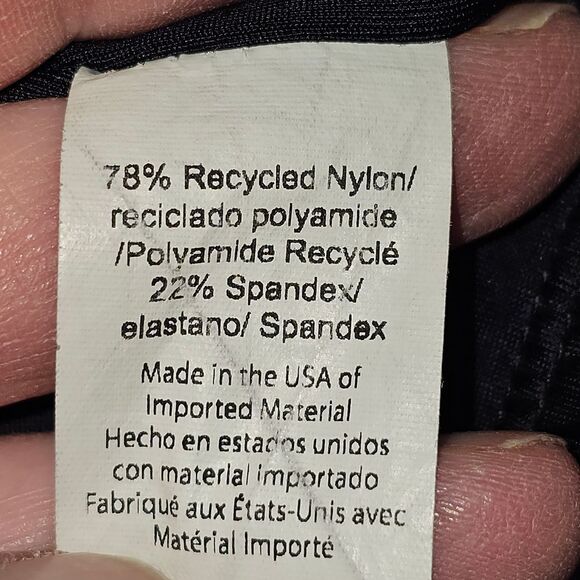 78% Recycled Nylon/
reciclado polyamide
/Polyamide Recyclé
22% Spandex/
elastano/ Spandex
Made in the USA of
Imported Material
Hecho en estados unidos
con material importado
Fabriqué aux États-Unis avec
Matérial Importé